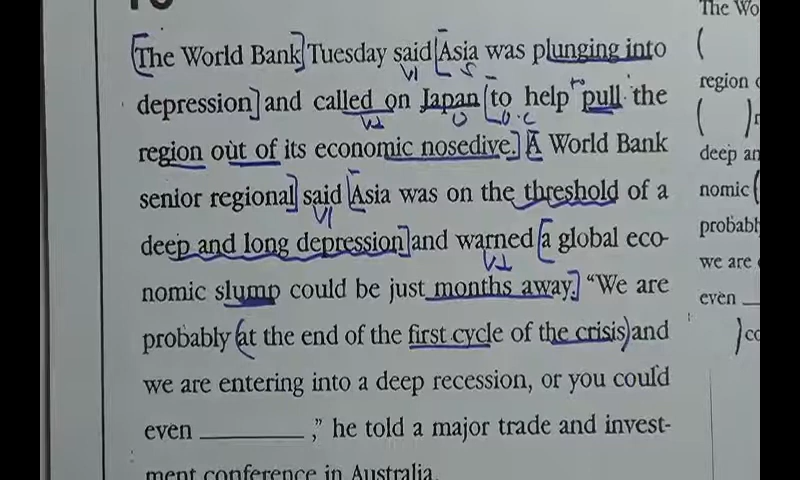 The World Bank Tuesday said Asia was plunging into
depression and called on Japan to help pull the
region out of its economic nosedive. A World Bank
senior regional said Asia was on the threshold of a
deep and long depression and warned a global eco-
nomic slump could be just months away. “We are
probably at the end of the first cycle of the crisis and
we are entering into a deep recession, or you could
even ________,” he told a major trade and invest-
ment conference in Australia.
The Wo
(
region
( )
deep an
nomic (
probabl
we are
even __
)